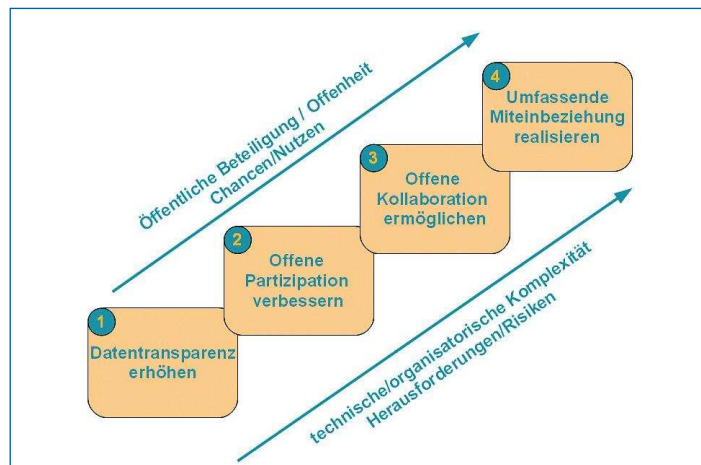 Öffentliche Beteiligung / Offenheit
Chancen/Nutzen
1
Datentransparenz
erhöhen
2
Offene
Partizipation
verbessern
3
Offene
Kollaboration
ermöglichen
4
Umfassende
Miteinbeziehung
realisieren
technische/organisatorische Komplexität
Herausforderungen/Risiken